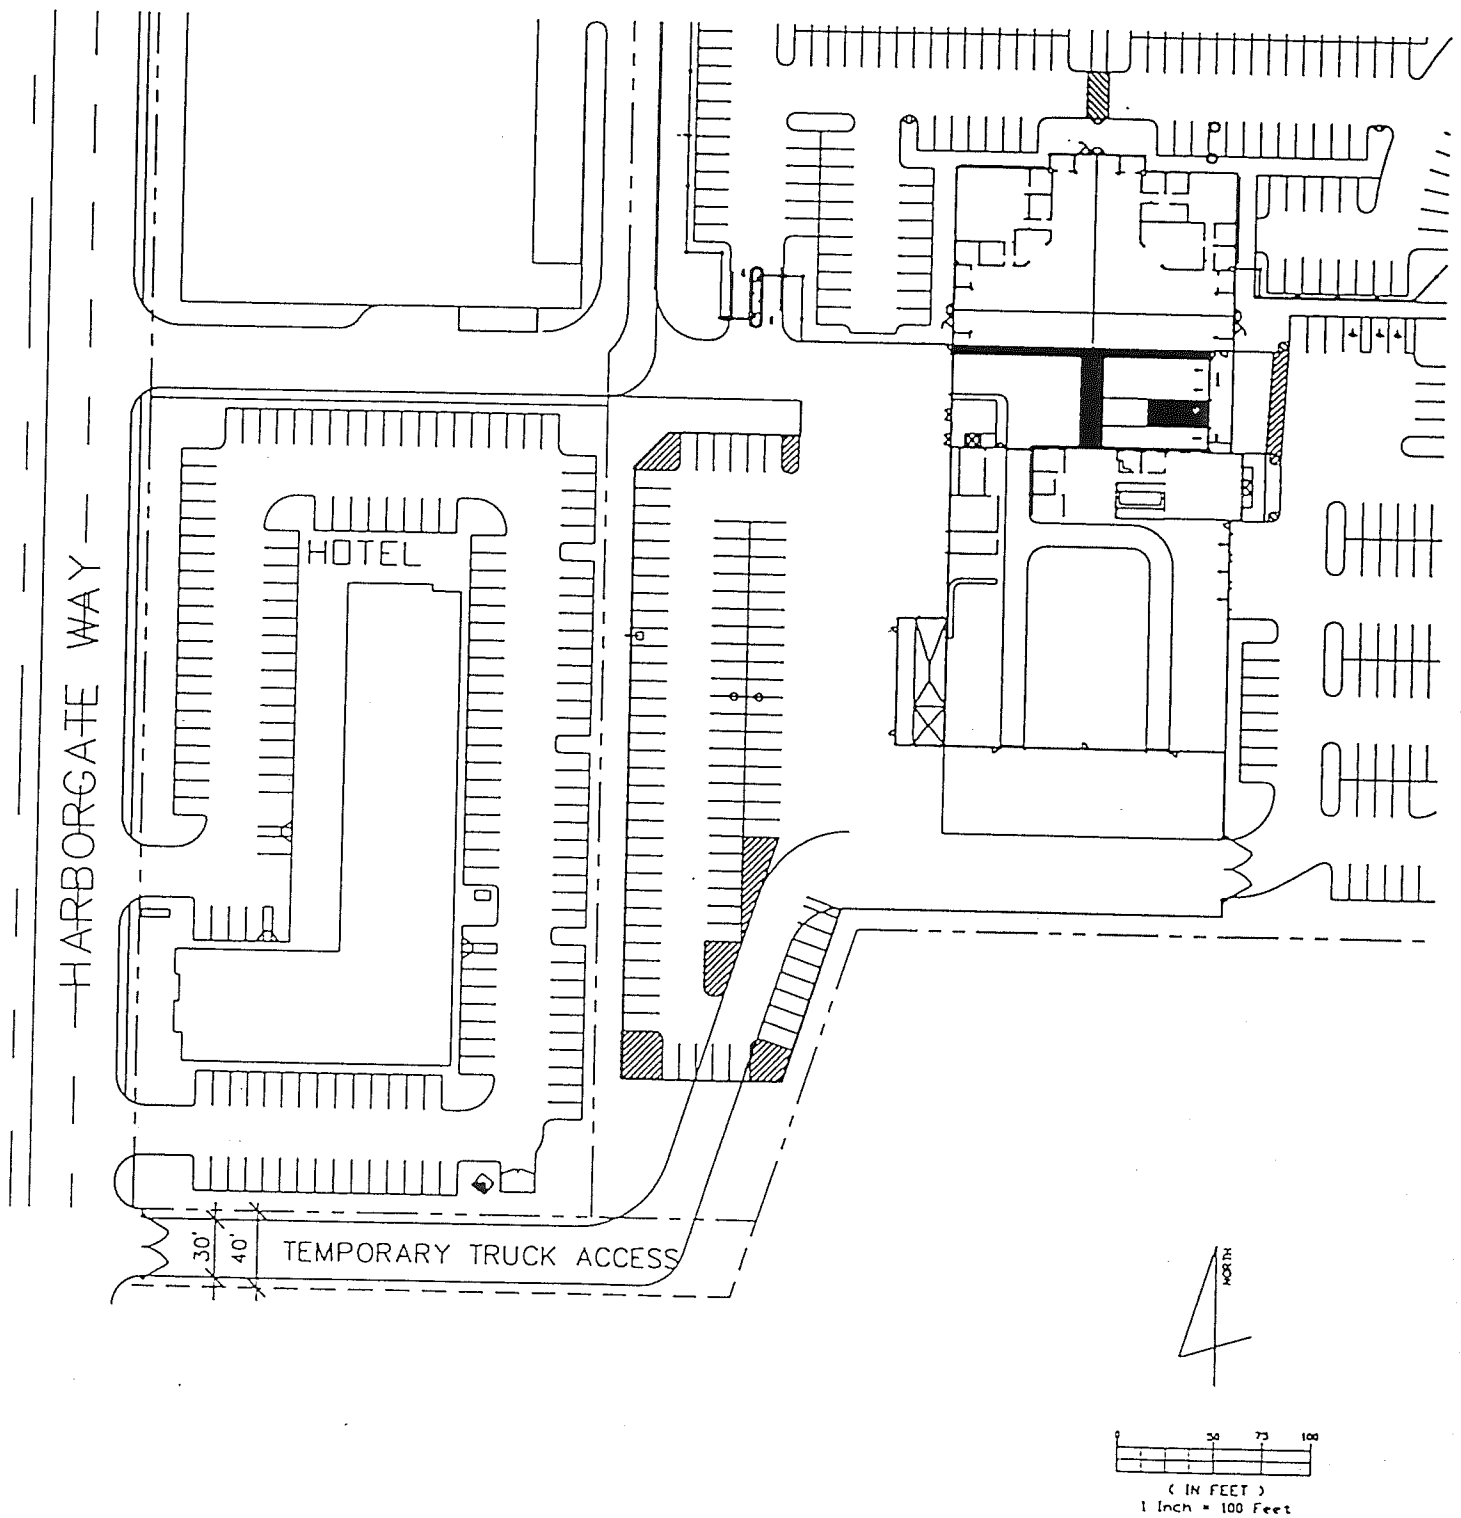 HOTEL
HARBORGATE WAY
30'
40'
TEMPORARY TRUCK ACCESS
NORTH
0 50 75 100
( IN FEET )
1 Inch = 100 Feet